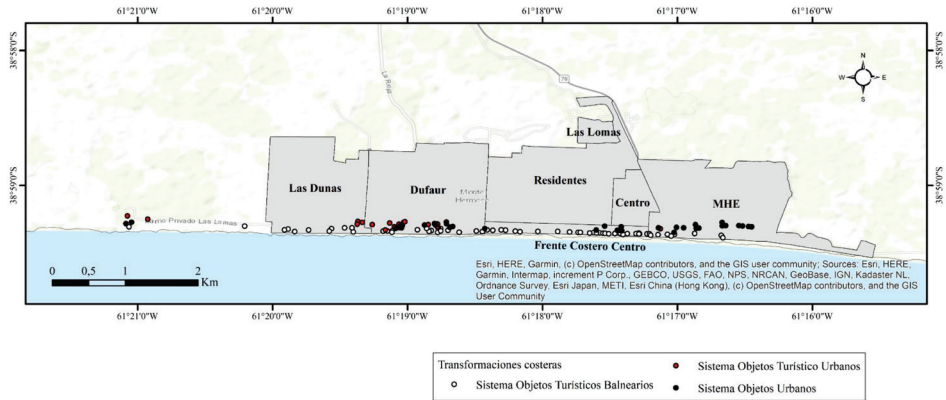 61°21'0"W 61°20'0"W 61°19'0"W 61°18'0"W 61°17'0"W 61°16'0"W
38°58'0"S
38°58'0"S
N
W E
S
La Rioja
78
Las Lomas
Las Dunas
Dufaur
Residentes
Monte Hermoso
Centro
MHE
38°59'0"S
38°59'0"S
Camino Privado Las Lomas
Frente Costero Centro
0 0,5 1 2
Km
Esri, HERE, Garmin, (c) OpenStreetMap contributors, and the GIS user community; Sources: Esri, HERE,
Garmin, Intermap, increment P Corp., GEBCO, USGS, FAO, NPS, NRCAN, GeoBase, IGN, Kadaster NL,
Ordnance Survey, Esri Japan, METI, Esri China (Hong Kong), (c) OpenStreetMap contributors, and the GIS
User Community
61°21'0"W 61°20'0"W 61°19'0"W 61°18'0"W 61°17'0"W 61°16'0"W
Transformaciones costeras
Sistema Objetos Turísticos Balnearios
Sistema Objetos Turístico Urbanos
Sistema Objetos Urbanos